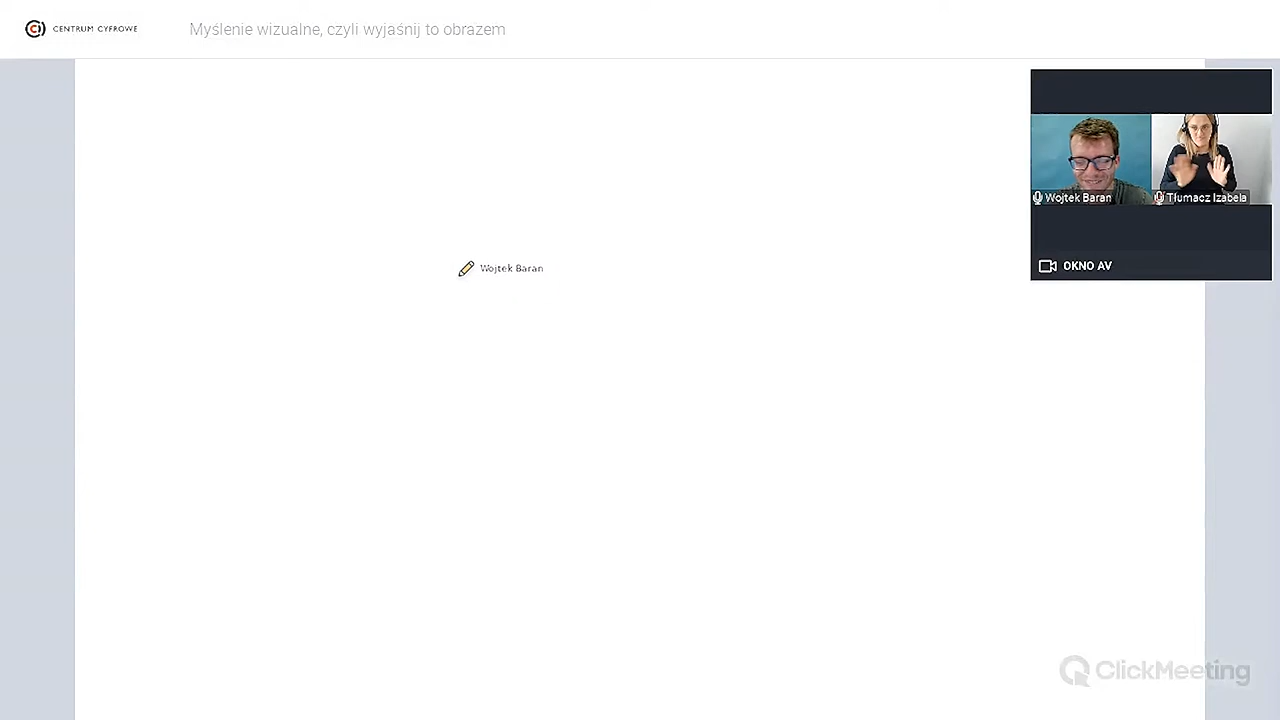 CENTRUM CYFROWE
Myślenie wizualne, czyli wyjaśnij to obrazem
Wojtek Baran
Tłumacz Izabela
OKNO AV
Wojtek Baran
ClickMeeting